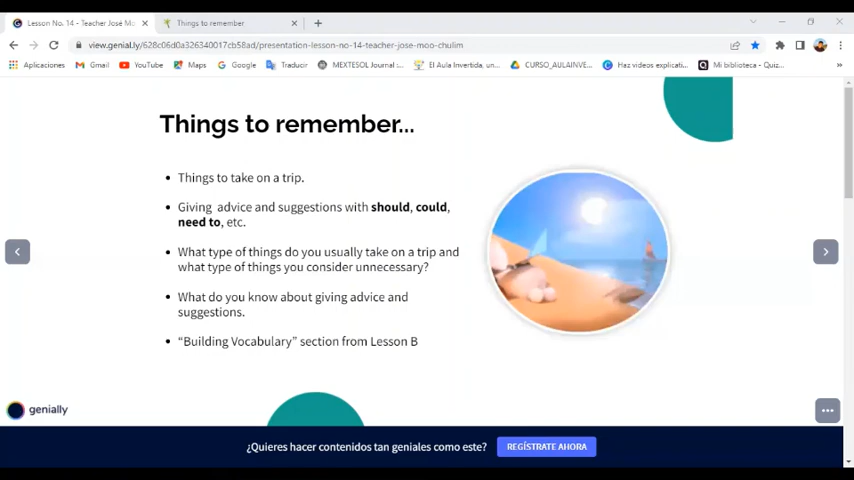 Lesson No. 14 - Teacher José Mo
Things to remember
view.genial.ly/628c06d0a326340017cb58ad/presentation-lesson-no-14-teacher-jose-moo-chulim
Aplicaciones
Gmail
YouTube
Maps
Google
Traducir
MEXTESOL Journal :...
El Aula Invertida, un...
CURSO_AULAINVE...
Haz videos explicati...
Mi biblioteca - Quiz...
Things to remember...
• Things to take on a trip.
• Giving advice and suggestions with should, could,
need to, etc.
• What type of things do you usually take on a trip and
what type of things you consider unnecessary?
• What do you know about giving advice and
suggestions.
• “Building Vocabulary” section from Lesson B
genially
¿Quieres hacer contenidos tan geniales como este?
REGÍSTRATE AHORA